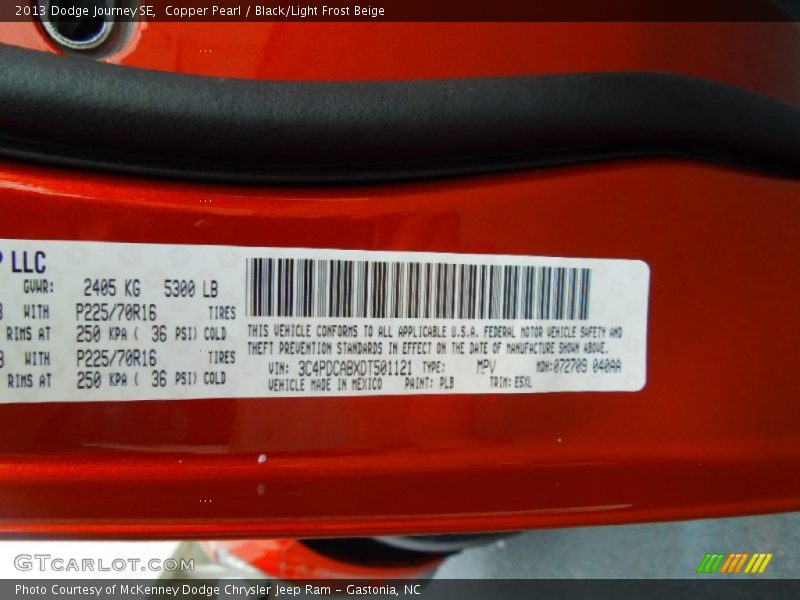 2013 Dodge Journey SE,  Copper Pearl / Black/Light Frost Beige
LLC
GVWR: 2405 KG 5300 LB
WITH P225/70R16 TIRES
RIMS AT 250 KPA ( 36 PSI) COLD
WITH P225/70R16 TIRES
RIMS AT 250 KPA ( 36 PSI) COLD
THIS VEHICLE CONFORMS TO ALL APPLICABLE U.S.A. FEDERAL MOTOR VEHICLE SAFETY AND
THEFT PREVENTION STANDARDS IN EFFECT ON THE DATE OF MANUFACTURE SHOWN ABOVE.
VIN: 3C4PDCABXDT501121 TYPE: MPV MDH:072709 040AA
VEHICLE MADE IN MEXICO PAINT: PLB TRIM: E5XL
GTCARLOT.COM
Photo Courtesy of McKenney Dodge Chrysler Jeep Ram - Gastonia, NC